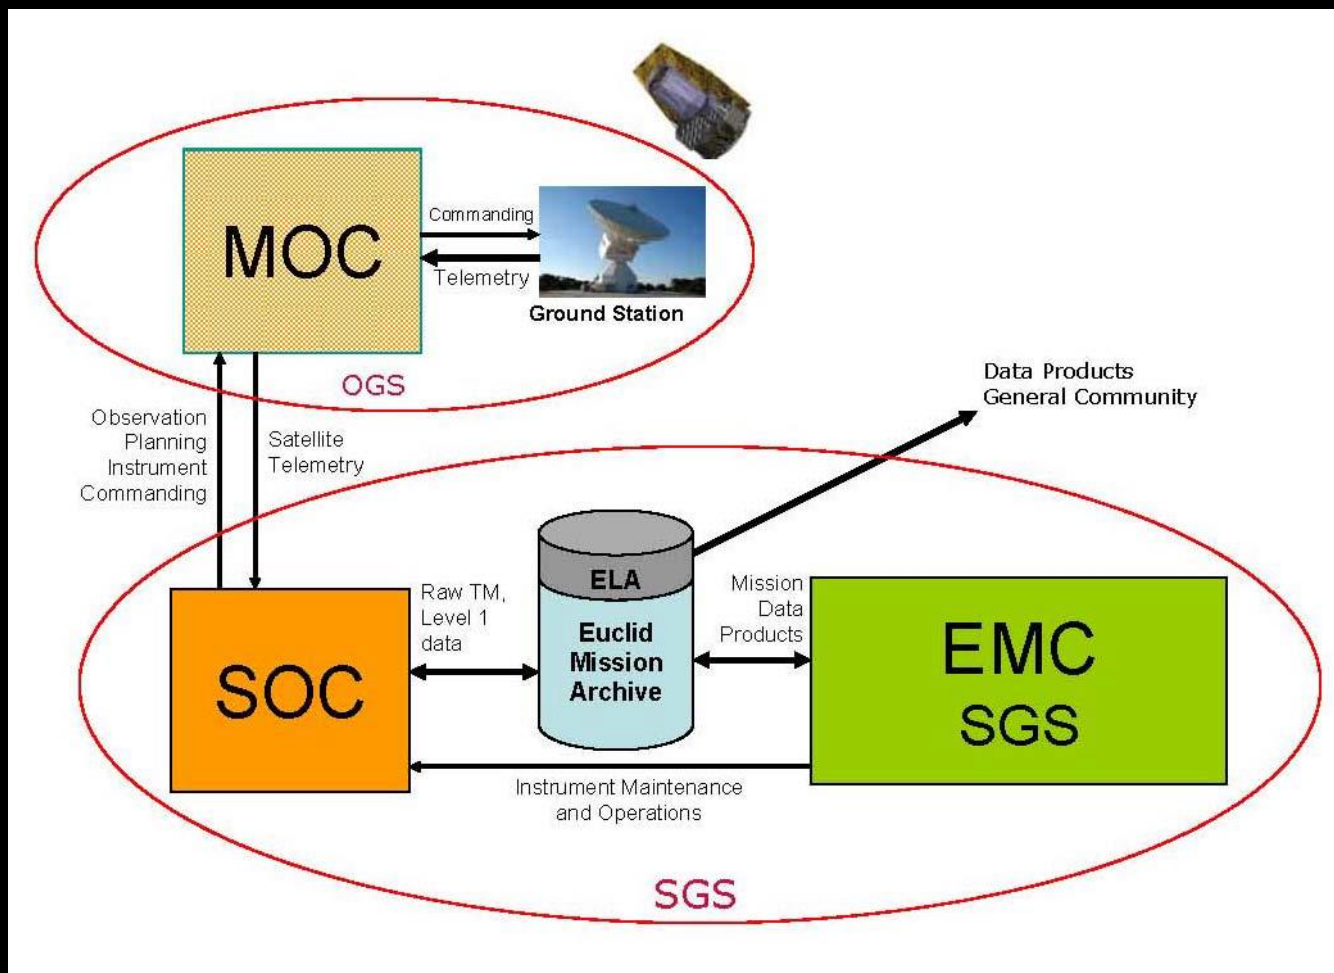 MOC
Commanding
Telemetry
Ground Station
OGS
Observation
Planning
Instrument
Commanding
Satellite
Telemetry
Data Products
General Community
SOC
Raw TM,
Level 1
data
ELA
Euclid
Mission
Archive
Mission
Data
Products
EMC
SGS
Instrument Maintenance
and Operations
SGS